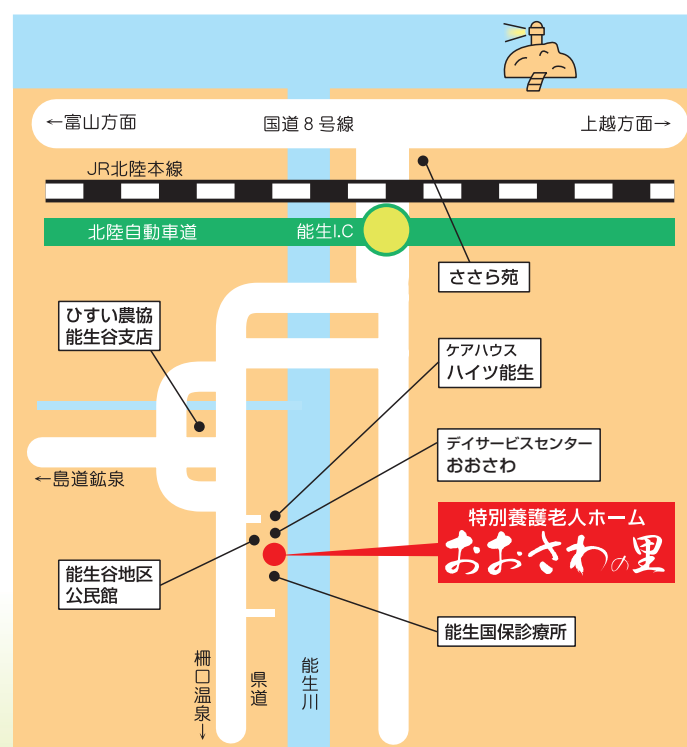 ←富山方面
国道8号線
上越方面→
JR北陸本線
北陸自動車道
能生I.C
ささら苑
ひすい農協
能生谷支店
ケアハウス
ハイツ能生
デイサービスセンター
おおさわ
←島道鉱泉
特別養護老人ホーム
おおさわの里
能生谷地区
公民館
能生国保診療所
柵口温泉→
県道
能生川